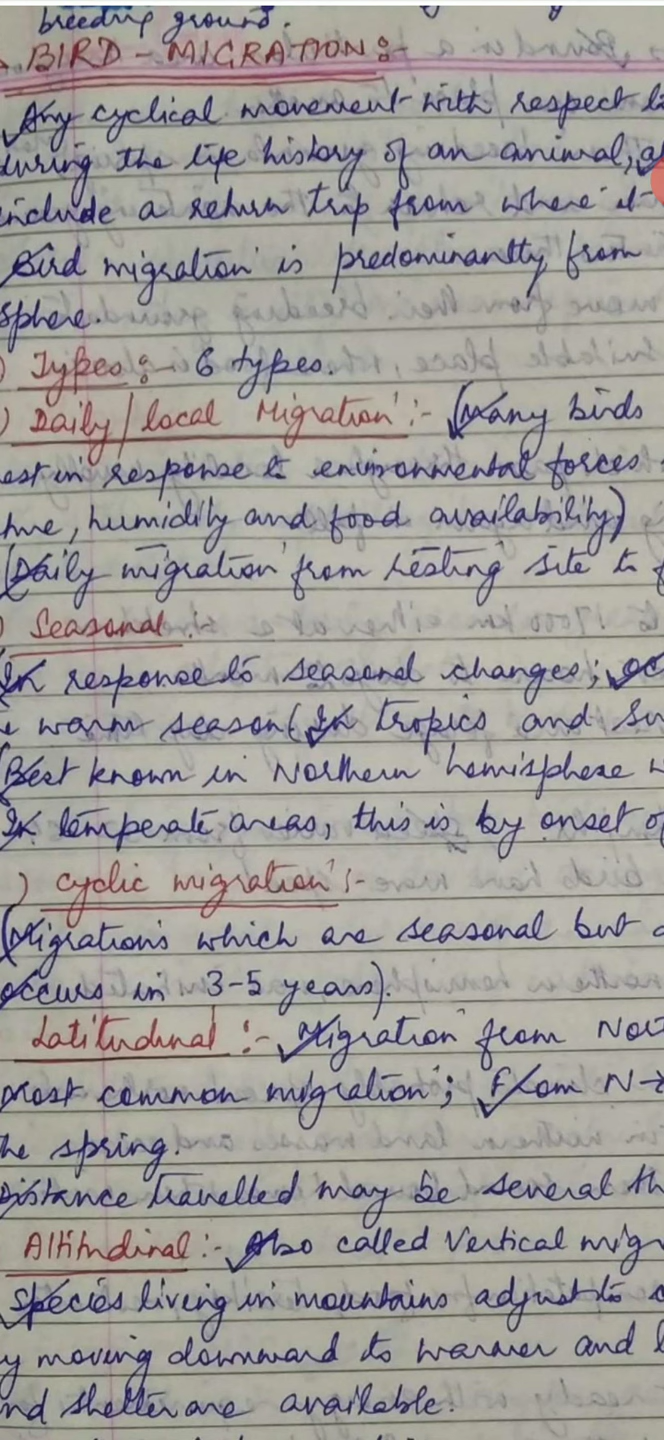 breeding ground.
BIRD - MIGRATION :-
Any cyclical movement with respect
during the life history of an animal,
include a return trip from where it
Bird migration is predominantly from
sphere.
) Types :- 6 types.
) Daily / local Migration :- (Many birds
est in response to environmental forces
, humidity and food availability)
(Daily migration from resting site to
) Seasonal :
In response to seasonal changes;
warm season (In tropics and
(Best known in Northern hemisphere
In temperate areas, this is by onset of
) Cyclic migration :-
(Migrations which are seasonal but
occurs in 3-5 years).
Latitudinal :- Migration from
most common migration; From N→
he spring.
Distance travelled may be several th
Altitudinal :- Also called Vertical migr
Species living in mountains adjust to
y moving downward to warmer and
nd shelter are available.